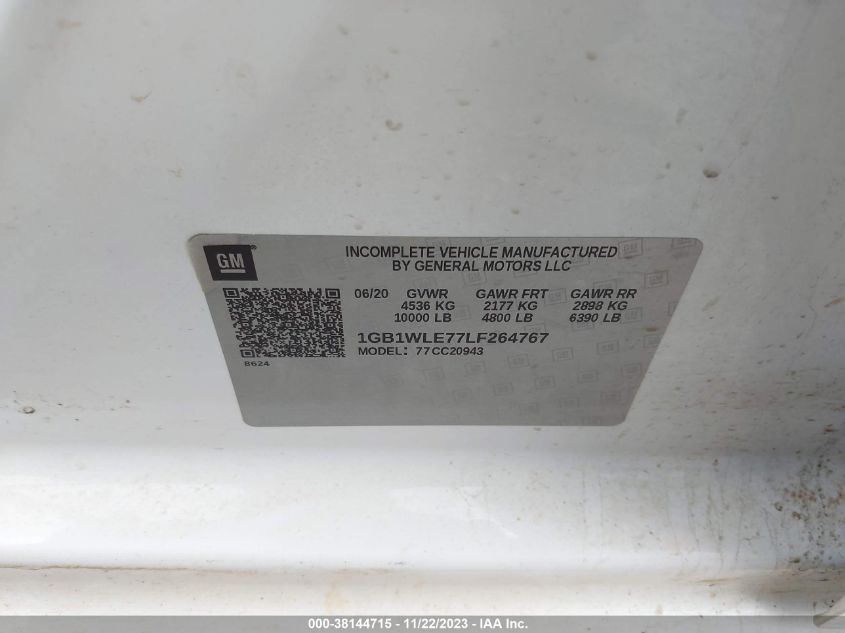 GM
INCOMPLETE VEHICLE MANUFACTURED
BY GENERAL MOTORS LLC
06/20 GVWR GAWR FRT GAWR RR
4536 KG 2177 KG 2898 KG
10000 LB 4800 LB 6390 LB
1GB1WLE77LF264767
MODEL: 77CC20943
8624
000-38144715 - 11/22/2023 - IAA Inc.